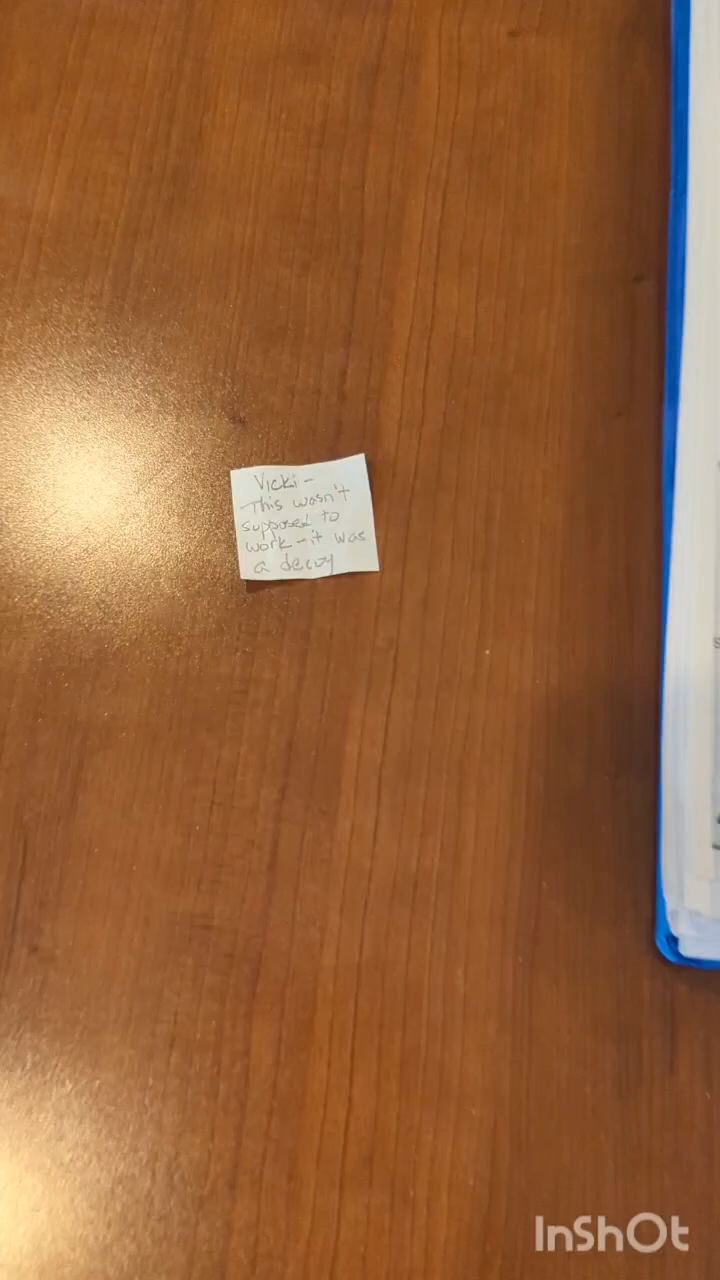 Vicki -
This wasn't
supposed to
work - it was
a decoy
InShOt